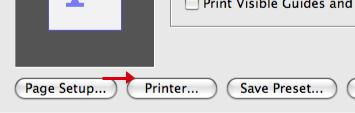 Print Visible Guides and
Page Setup... Printer... Save Preset...